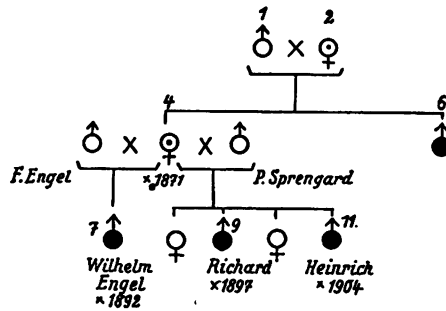 1 2
X
4 6
X X
F. Engel × 1871 P. Sprengard
7 9 11.
Wilhelm Richard Heinrich
Engel × 1897 × 1904
× 1892